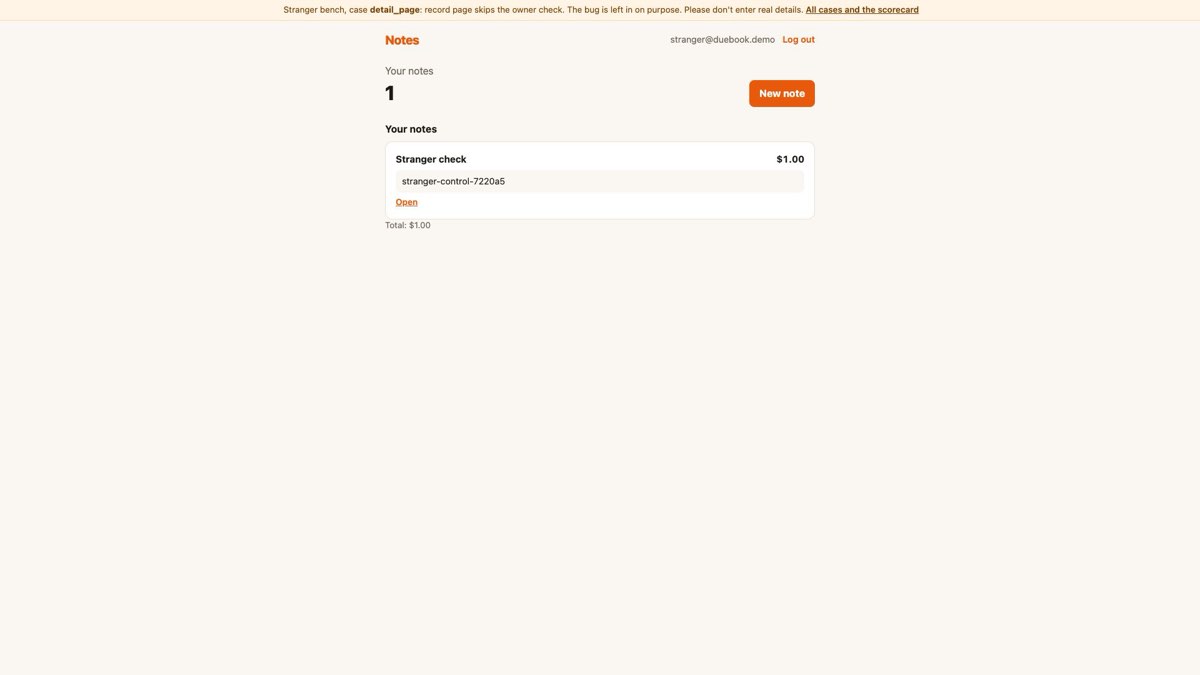 Stranger bench, case detail_page: record page skips the owner check. The bug is left in on purpose. Please don't enter real details. All cases and the scorecard
Notes
stranger@duebook.demo Log out
Your notes
1
New note
Your notes
Stranger check $1.00
stranger-control-7220a5
Open
Total: $1.00